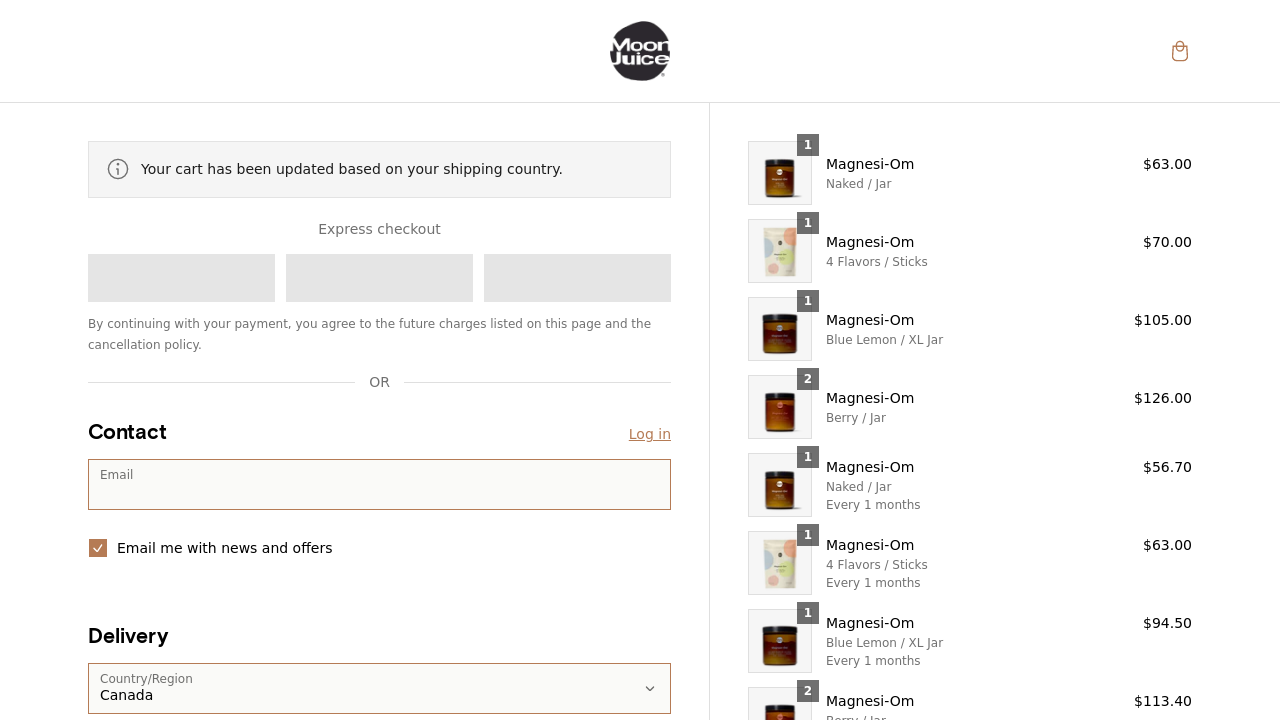 Moon
Juice
Your cart has been updated based on your shipping country.
Express checkout
By continuing with your payment, you agree to the future charges listed on this page and the
cancellation policy.
OR
Contact
Log in
Email
Email me with news and offers
Delivery
Country/Region
Canada
1
Magnesi-Om
$63.00
Naked / Jar
1
Magnesi-Om
$70.00
4 Flavors / Sticks
1
Magnesi-Om
$105.00
Blue Lemon / XL Jar
2
Magnesi-Om
$126.00
Berry / Jar
1
Magnesi-Om
$56.70
Naked / Jar
Every 1 months
1
Magnesi-Om
$63.00
4 Flavors / Sticks
Every 1 months
1
Magnesi-Om
$94.50
Blue Lemon / XL Jar
Every 1 months
2
Magnesi-Om
$113.40
Berry / Jar